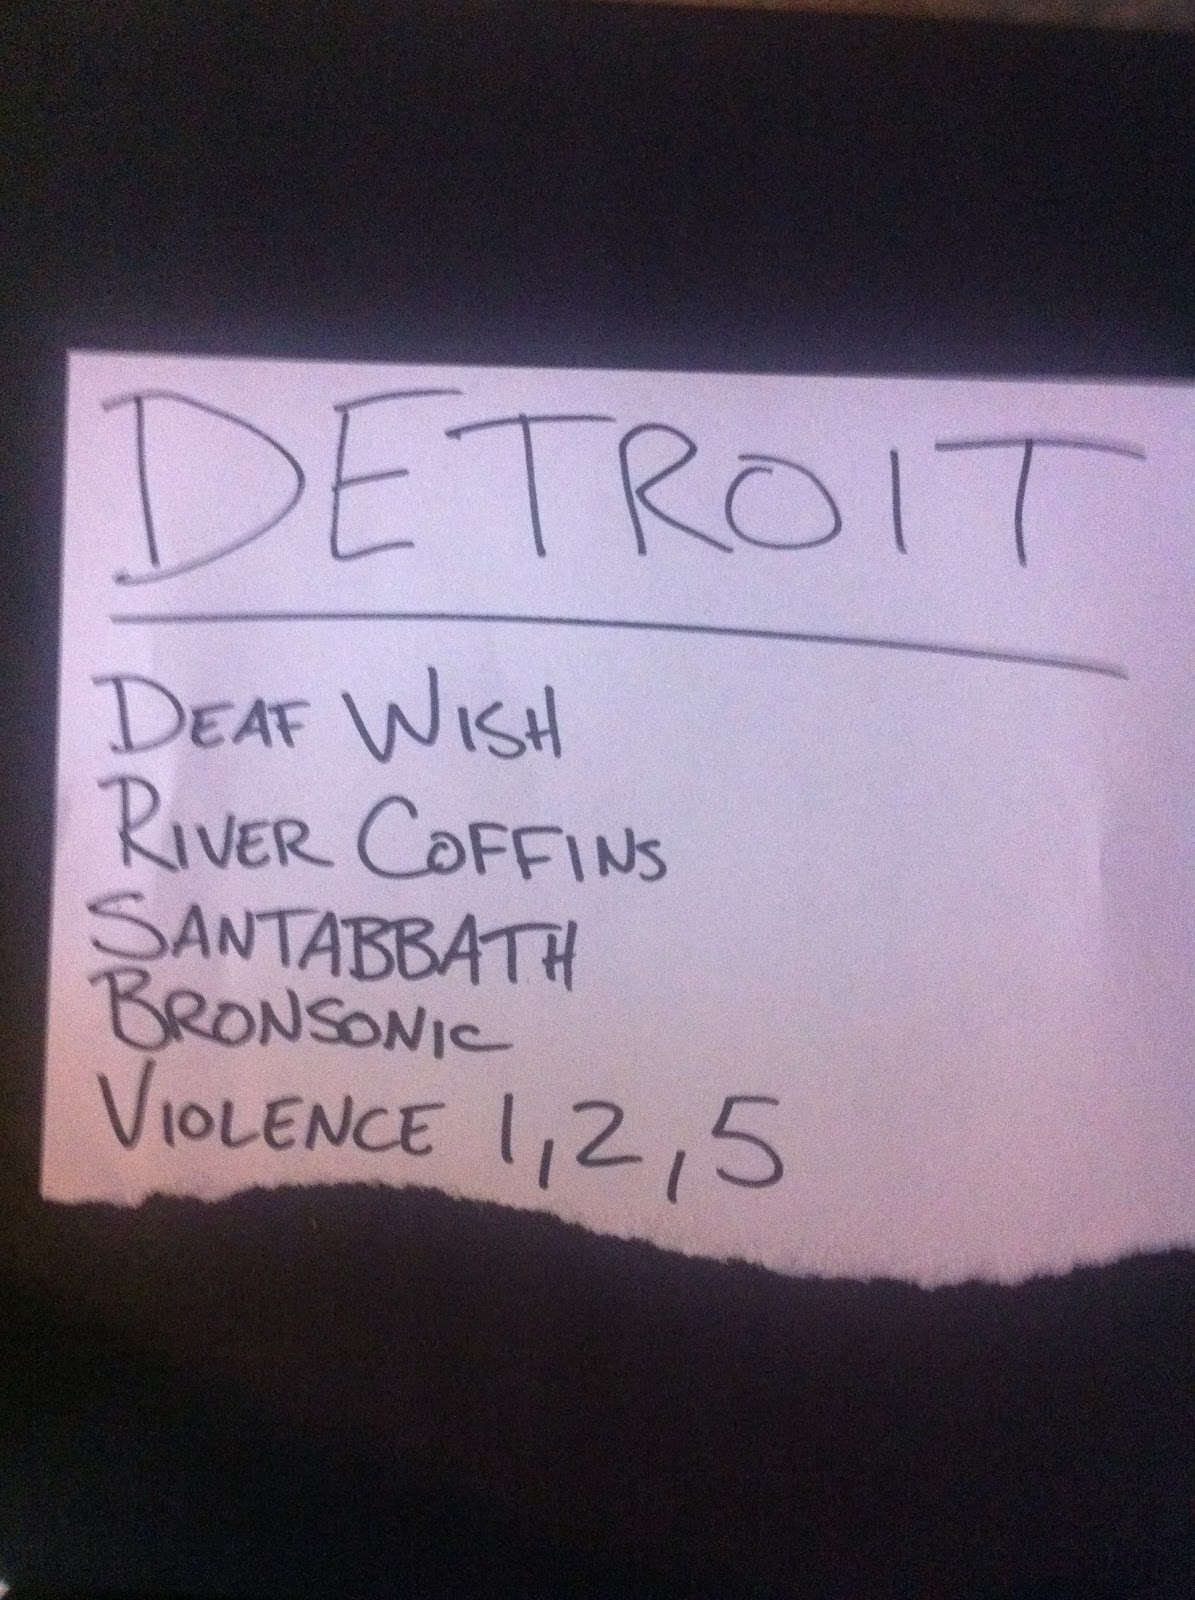 DETROIT
DEAF WISH
RIVER COFFINS
SANTABBATH
BRONSONIC
VIOLENCE 1, 2, 5